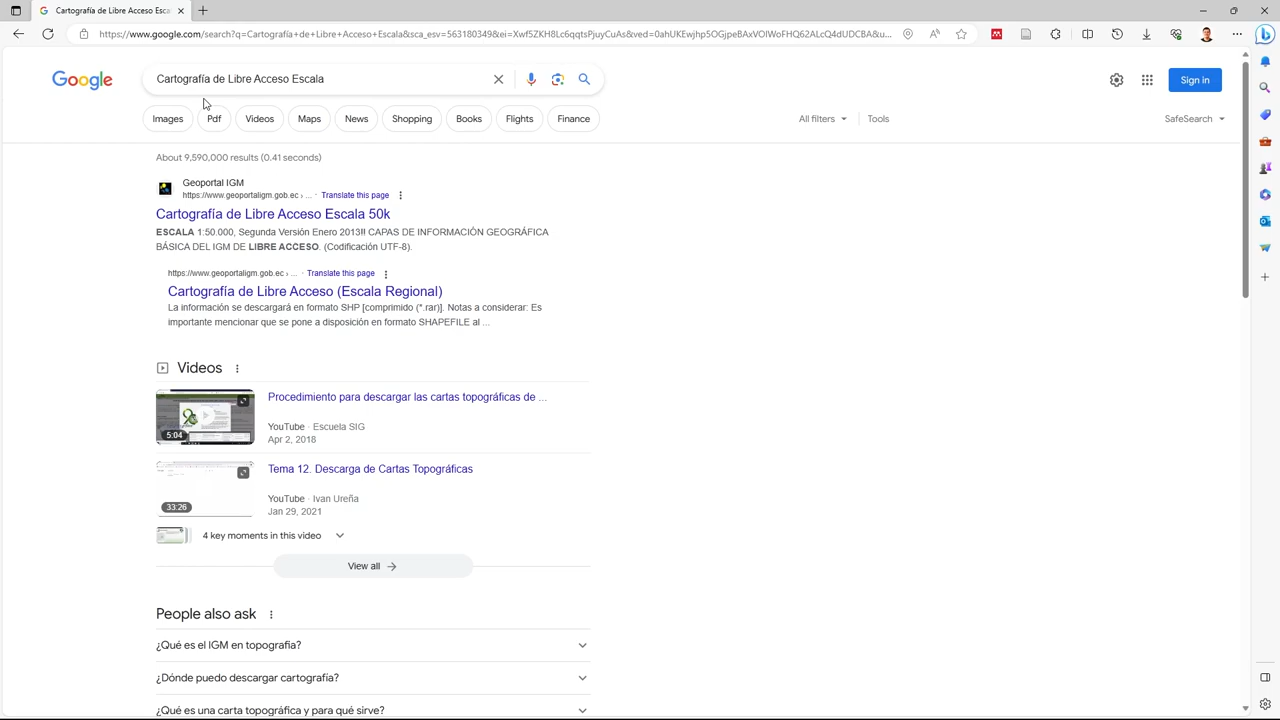 Cartografía de Libre Acceso Esca
https://www.google.com/search?q=Cartografía+de+Libre+Acceso+Escala&sca_esv=563180349&ei=Xwf5ZKH8Lc6qqtsPjuyCuAs&ved=0ahUKEwjhp5OGjpeBAxVOlWoFHQ62ALcQ4dUDCBA&u...
Google
Cartografía de Libre Acceso Escala
Sign in
Images
Pdf
Videos
Maps
News
Shopping
Books
Flights
Finance
All filters
Tools
SafeSearch
About 9,590,000 results (0.41 seconds)
Geoportal IGM
https://www.geoportaligm.gob.ec › ... · Translate this page
Cartografía de Libre Acceso Escala 50k
ESCALA 1:50.000, Segunda Versión Enero 2013!! CAPAS DE INFORMACIÓN GEOGRÁFICA
BÁSICA DEL IGM DE LIBRE ACCESO. (Codificación UTF-8).
https://www.geoportaligm.gob.ec › ... · Translate this page
Cartografía de Libre Acceso (Escala Regional)
La información se descargará en formato SHP [comprimido (*.rar)]. Notas a considerar: Es
importante mencionar que se pone a disposición en formato SHAPEFILE al ...
Videos
Procedimiento para descargar las cartas topográficas de ...
5:04
YouTube · Escuela SIG
Apr 2, 2018
Tema 12. Descarga de Cartas Topográficas
33:26
YouTube · Ivan Ureña
Jan 29, 2021
4 key moments in this video
View all
People also ask
¿Qué es el IGM en topografía?
¿Dónde puedo descargar cartografía?
¿Qué es una carta topográfica y para qué sirve?